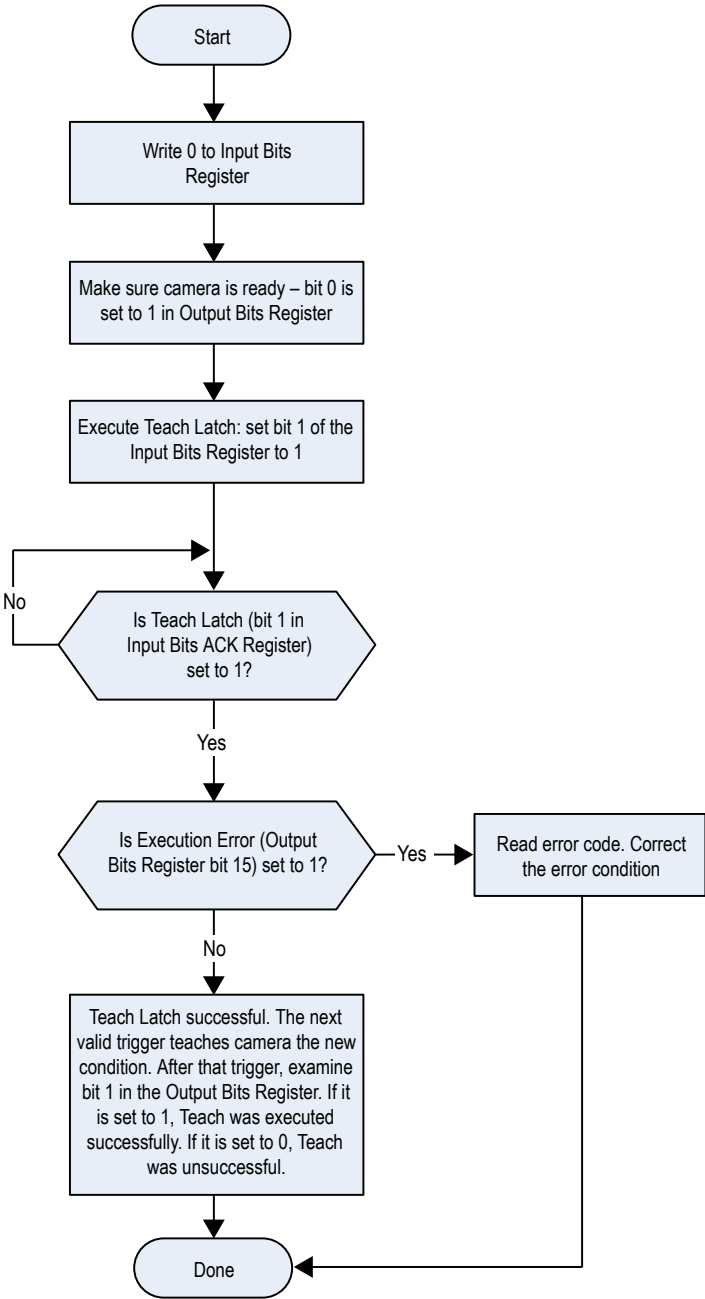 Start
Write 0 to Input Bits
Register
Make sure camera is ready – bit 0 is
set to 1 in Output Bits Register
Execute Teach Latch: set bit 1 of the
Input Bits Register to 1
No
Is Teach Latch (bit 1 in
Input Bits ACK Register)
set to 1?
Yes
Is Execution Error (Output
Bits Register bit 15) set to 1?
Yes
Read error code. Correct
the error condition
No
Teach Latch successful. The next
valid trigger teaches camera the new
condition. After that trigger, examine
bit 1 in the Output Bits Register. If it
is set to 1, Teach was executed
successfully. If it is set to 0, Teach
was unsuccessful.
Done